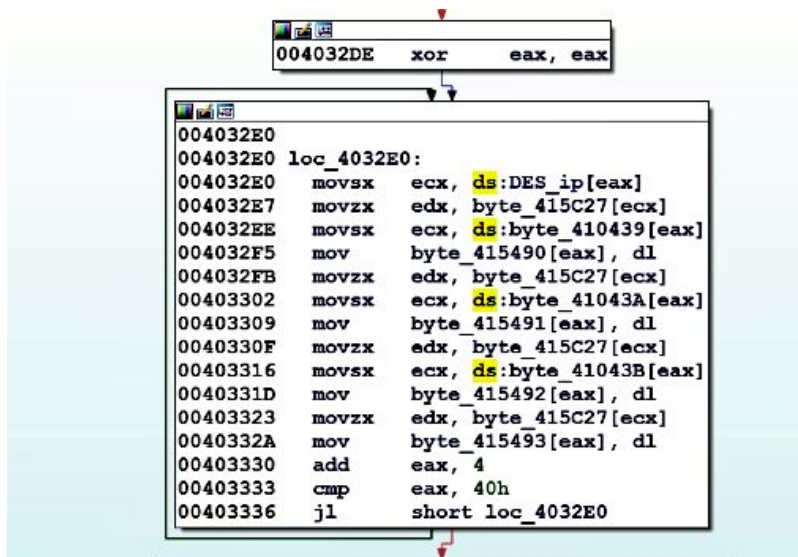 004032DE xor eax, eax
004032E0
004032E0 loc_4032E0:
004032E0 movsx ecx, ds:DES_ip[eax]
004032E7 movzx edx, byte_415C27[ecx]
004032EE movsx ecx, ds:byte_410439[eax]
004032F5 mov byte_415490[eax], dl
004032FB movzx edx, byte_415C27[ecx]
00403302 movsx ecx, ds:byte_41043A[eax]
00403309 mov byte_415491[eax], dl
0040330F movzx edx, byte_415C27[ecx]
00403316 movsx ecx, ds:byte_41043B[eax]
0040331D mov byte_415492[eax], dl
00403323 movzx edx, byte_415C27[ecx]
0040332A mov byte_415493[eax], dl
00403330 add eax, 4
00403333 cmp eax, 40h
00403336 jl short loc_4032E0